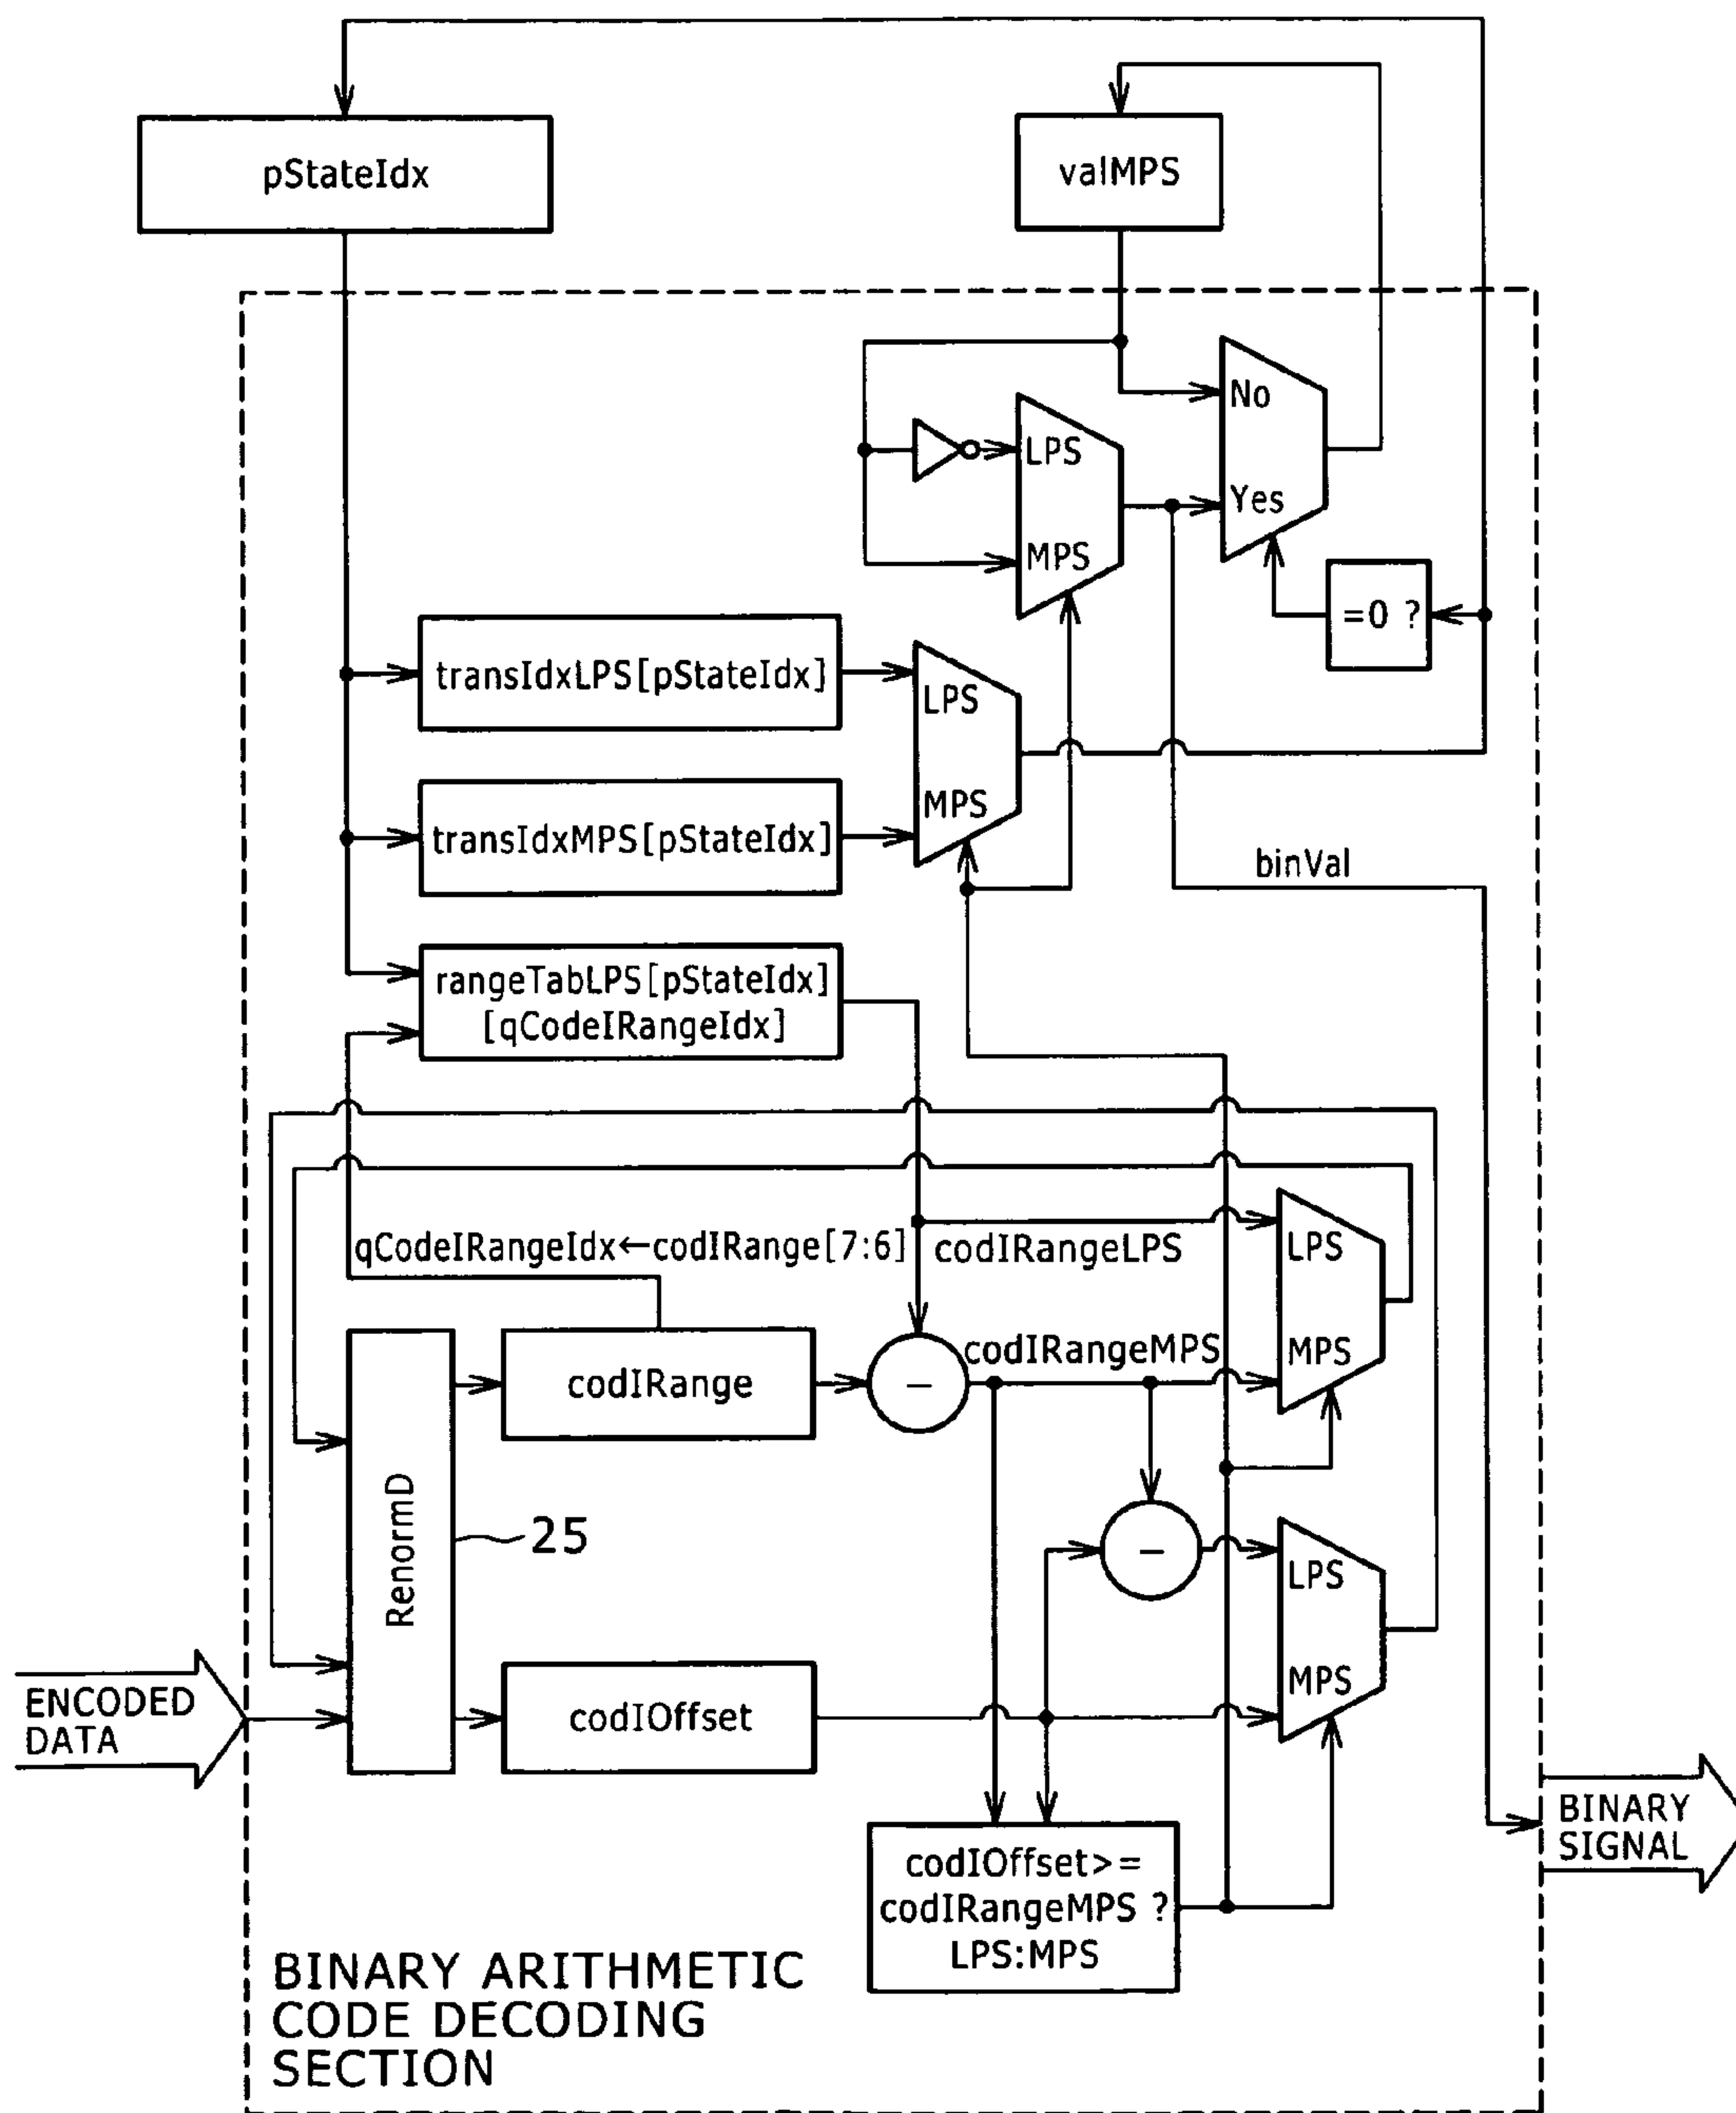 pStateIdx
valMPS
No
LPS
Yes
MPS
=0 ?
transIdxLPS[pStateIdx]
LPS
transIdxMPS[pStateIdx]
MPS
binVal
rangeTabLPS[pStateIdx]
[qCodeIRangeIdx]
qCodeIRangeIdx←codIRange[7:6]
codIRangeLPS
LPS
codIRangeMPS
MPS
codIRange
−
RenormD
25
−
LPS
MPS
ENCODED
DATA
codIOffset
BINARY
SIGNAL
codIOffset>=
codIRangeMPS ?
LPS:MPS
BINARY ARITHMETIC
CODE DECODING
SECTION